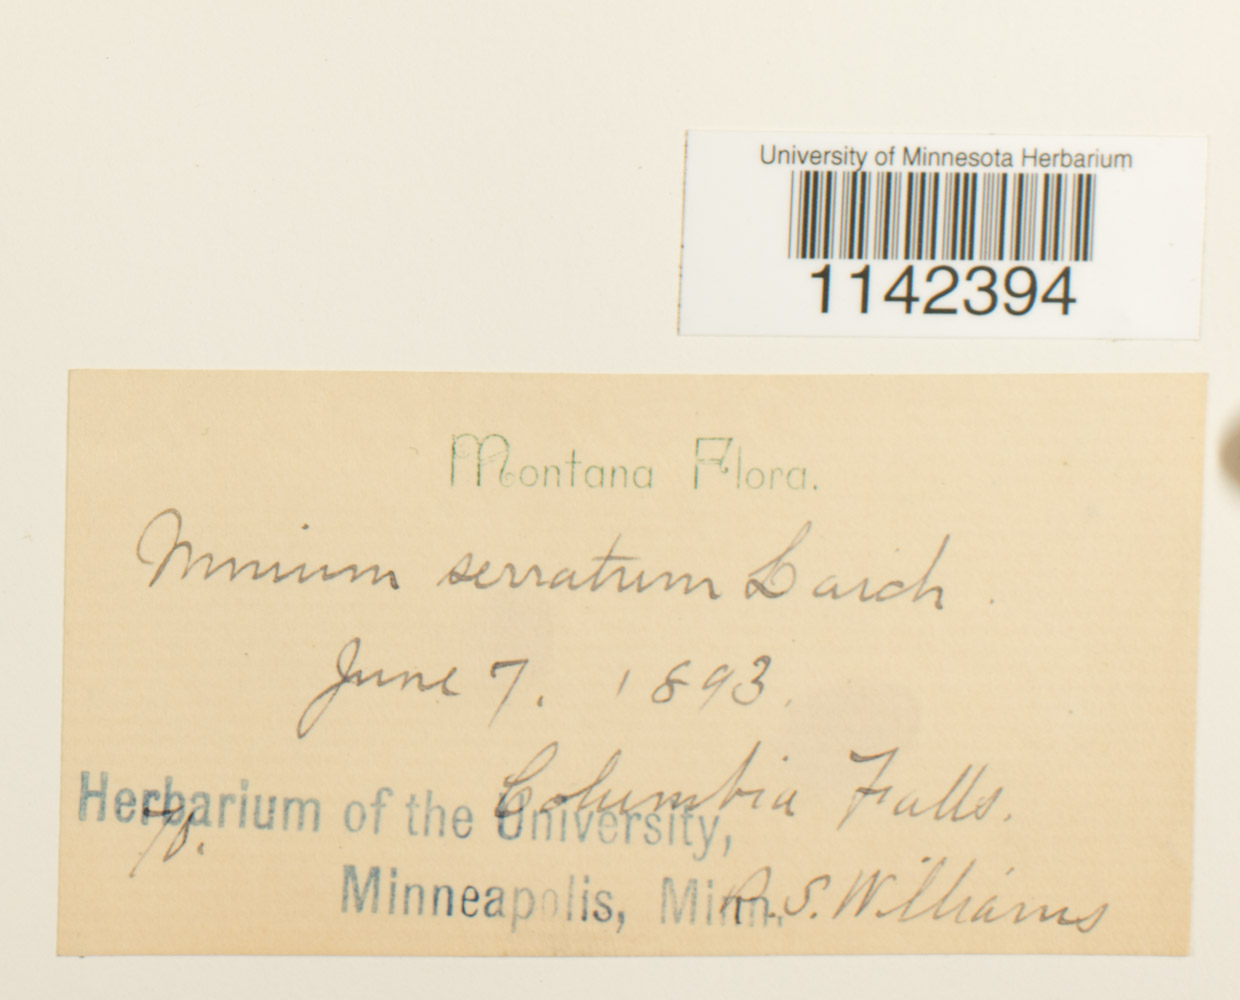 University of Minnesota Herbarium
1142394
Montana Flora.
Mnium serratum Laich.
June 7. 1893.
Columbia Falls.
Herbarium of the University,
Minneapolis, Minn.
R.S. Williams